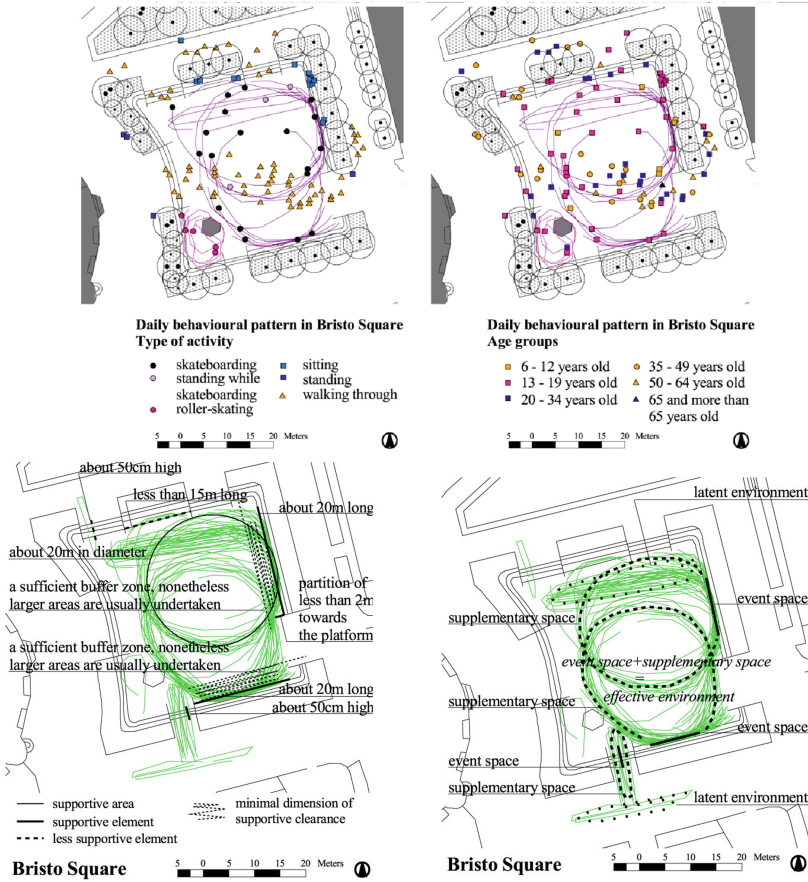 Daily behavioural pattern in Bristo Square
Type of activity
skateboarding
standing while
skateboarding
roller-skating
sitting
standing
walking through
5 0 5 10 15 20 Meters
Daily behavioural pattern in Bristo Square
Age groups
6 - 12 years old
13 - 19 years old
20 - 34 years old
35 - 49 years old
50 - 64 years old
65 and more than
65 years old
5 0 5 10 15 20 Meters
about 50cm high
less than 15m long
about 20m long
about 20m in diameter
a sufficient buffer zone, nonetheless
larger areas are usually undertaken
partition of
less than 2m
towards
the platform
a sufficient buffer zone, nonetheless
larger areas are usually undertaken
about 20m long
about 50cm high
supportive area
supportive element
less supportive element
minimal dimension of
supportive clearance
Bristo Square
5 0 5 10 15 20 Meters
latent environment
event space
supplementary space
event space+supplementary space
=
effective environment
supplementary space
event space
event space
supplementary space
latent environment
Bristo Square
5 0 5 10 15 20 Meters